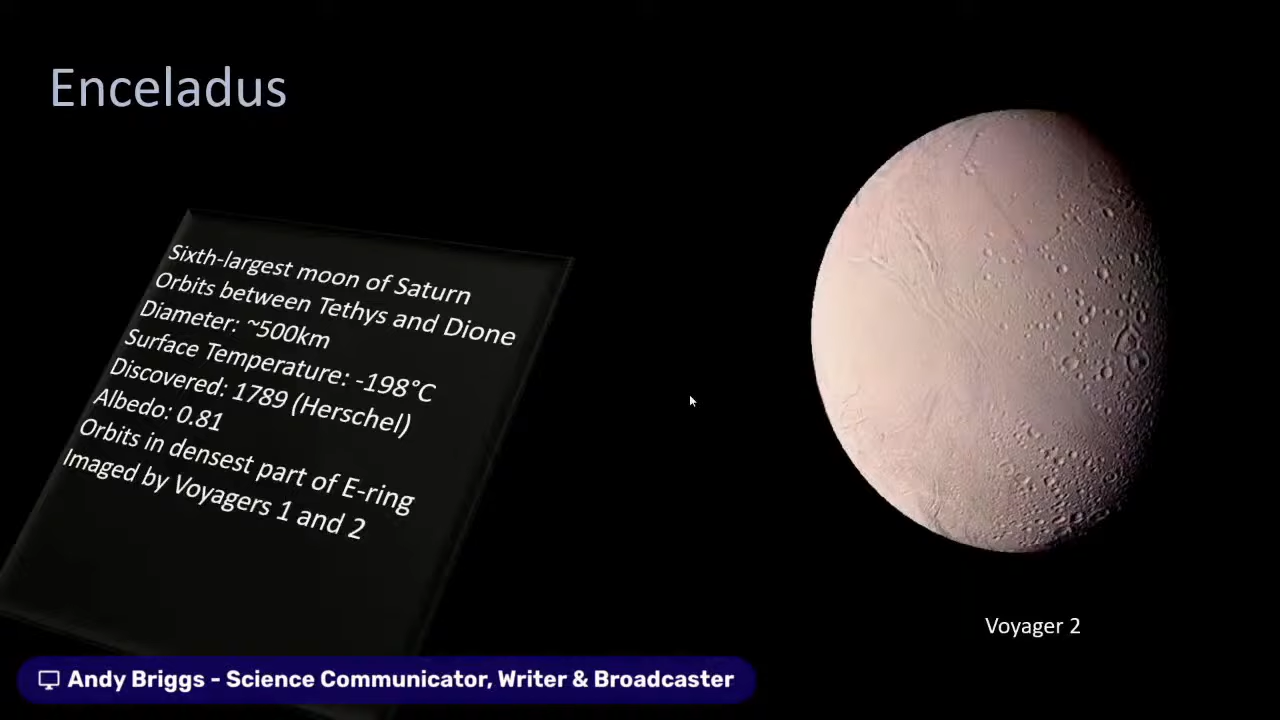 Enceladus
Sixth-largest moon of Saturn
Orbits between Tethys and Dione
Diameter: ~500km
Surface Temperature: -198°C
Discovered: 1789 (Herschel)
Albedo: 0.81
Orbits in densest part of E-ring
Imaged by Voyagers 1 and 2
Voyager 2
Andy Briggs - Science Communicator, Writer & Broadcaster